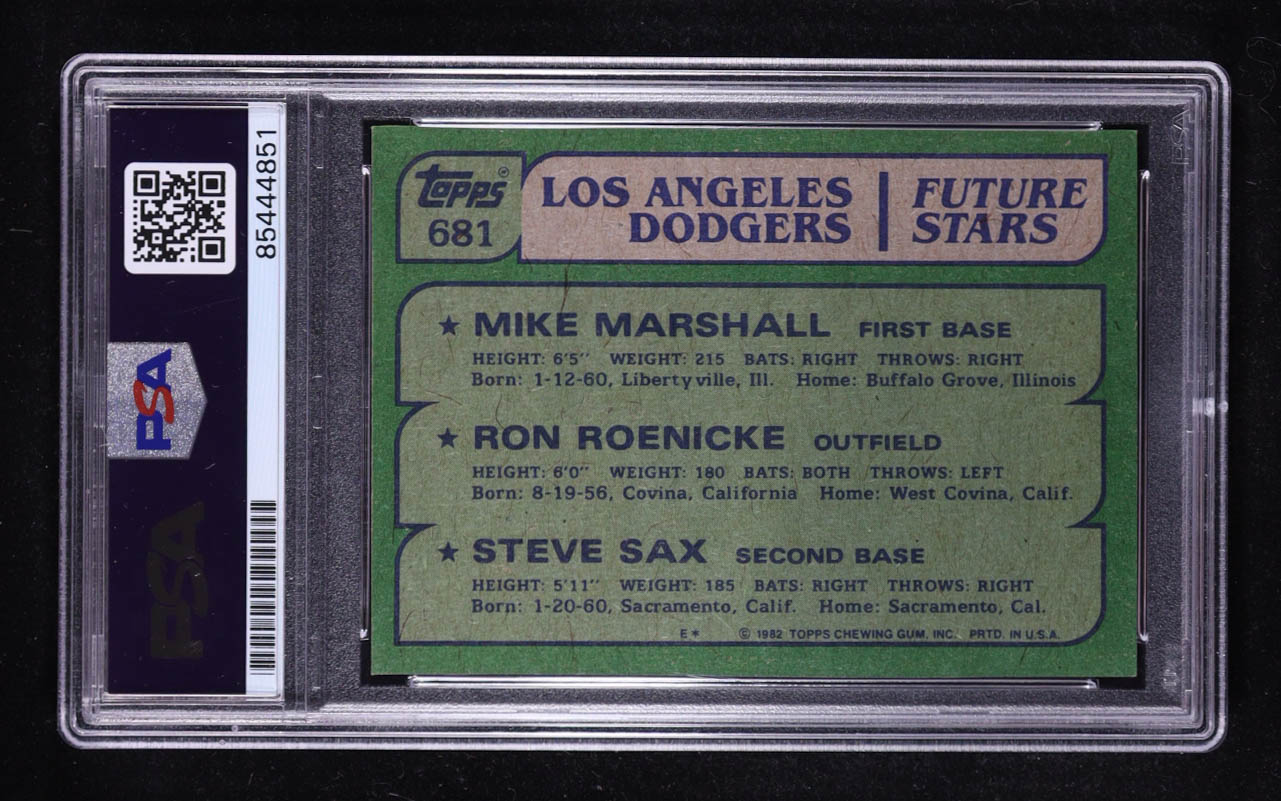 85444851
PSA
PSA
topps
681
LOS ANGELES DODGERS
FUTURE STARS
★ MIKE MARSHALL FIRST BASE
HEIGHT: 6'5" WEIGHT: 215 BATS: RIGHT THROWS: RIGHT
Born: 1-12-60, Libertyville, Ill. Home: Buffalo Grove, Illinois
★ RON ROENICKE OUTFIELD
HEIGHT: 6'0" WEIGHT: 180 BATS: BOTH THROWS: LEFT
Born: 8-19-56, Covina, California Home: West Covina, Calif.
★ STEVE SAX SECOND BASE
HEIGHT: 5'11" WEIGHT: 185 BATS: RIGHT THROWS: RIGHT
Born: 1-20-60, Sacramento, Calif. Home: Sacramento, Cal.
E* © 1982 TOPPS CHEWING GUM, INC. PRTD. IN U.S.A.